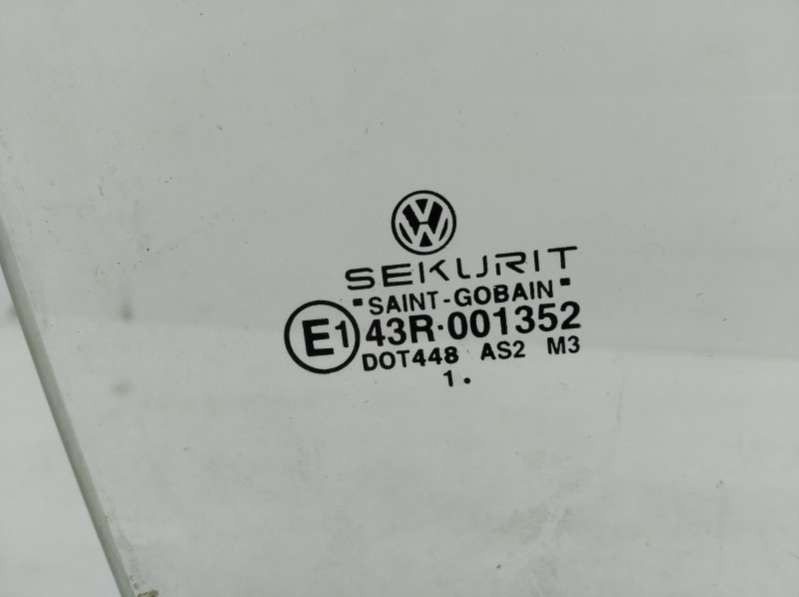 SEKURIT
"SAINT-GOBAIN"
E1 43R-001352
DOT448 AS2 M3
1 .